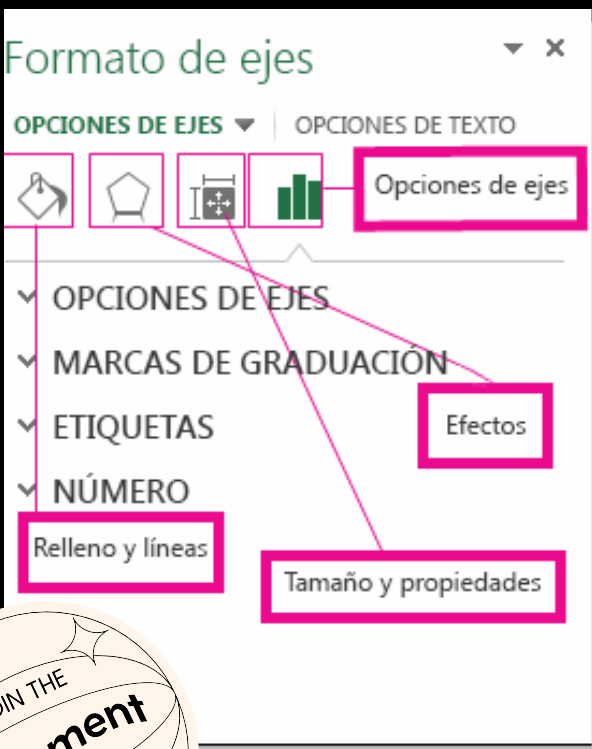 Formato de ejes
OPCIONES DE EJES
OPCIONES DE TEXTO
Opciones de ejes
OPCIONES DE EJES
MARCAS DE GRADUACIÓN
Efectos
ETIQUETAS
NÚMERO
Relleno y líneas
Tamaño y propiedades
THE